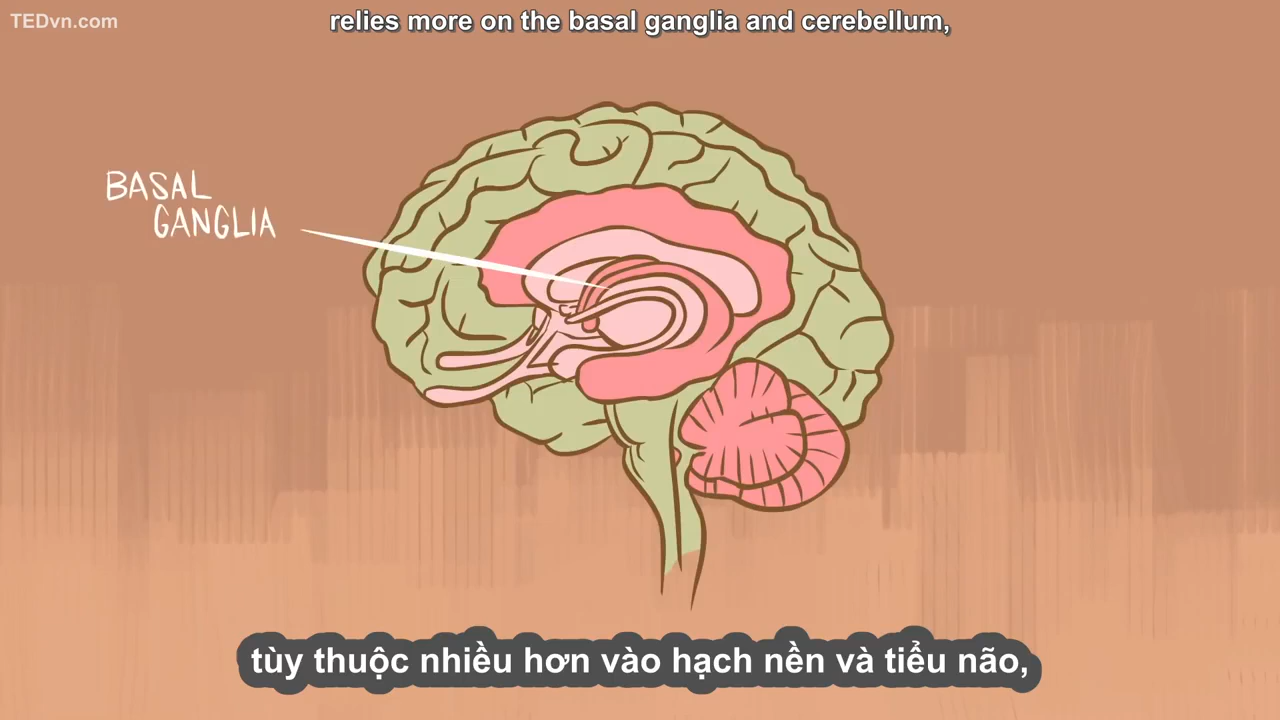 TEDvn.com
relies more on the basal ganglia and cerebellum,
BASAL
GANGLIA
tùy thuộc nhiều hơn vào hạch nền và tiểu não,